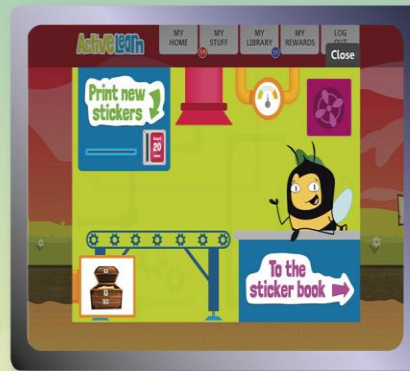 ActiveLearn
MY HOME
MY STUFF
MY LIBRARY
MY REWARDS
LOG OUT
Close
Print new
stickers
20
To the
sticker book